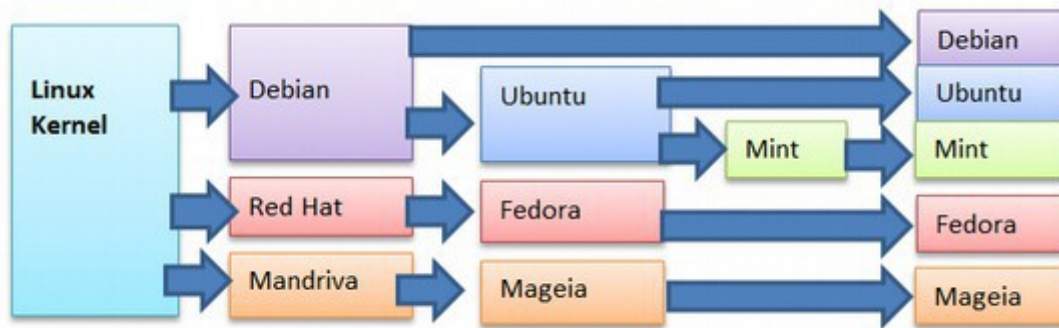 Linux
Kernel
Debian
Ubuntu
Mint
Debian
Ubuntu
Mint
Red Hat
Fedora
Fedora
Mandriva
Mageia
Mageia